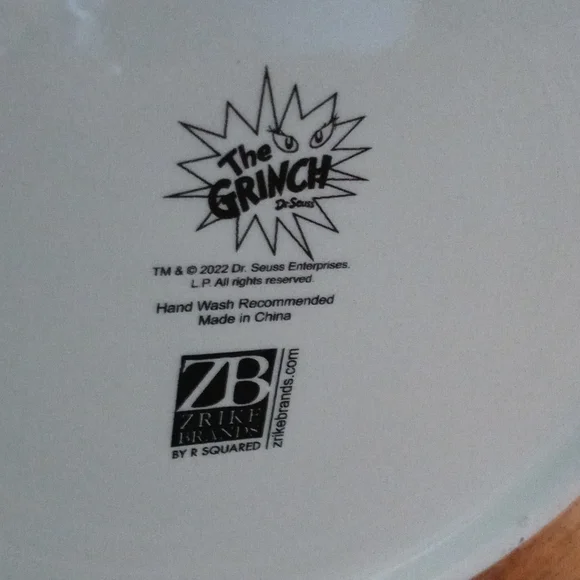 The
GRINCH
Dr. Seuss
TM & © 2022 Dr. Seuss Enterprises.
L.P. All rights reserved.
Hand Wash Recommended
Made in China
ZB
ZRIKE
BRANDS
BY R SQUARED
zrikebrands.com